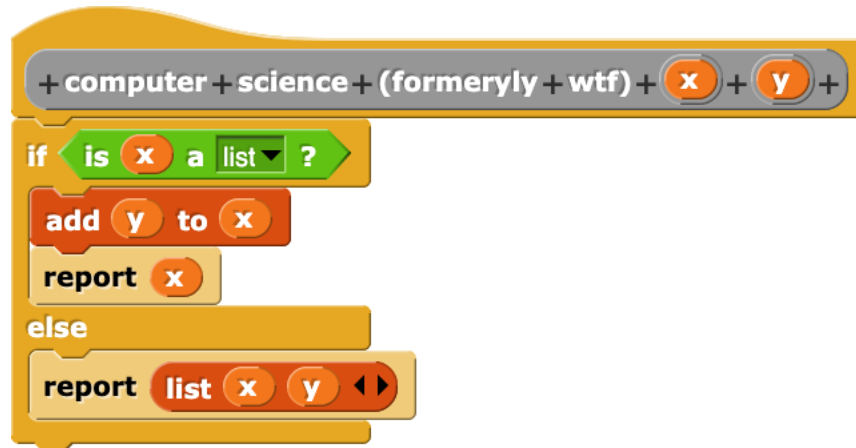 + computer + science + (formeryly + wtf) + x + y +
if is x a list ?
add y to x
report x
else
report list x y